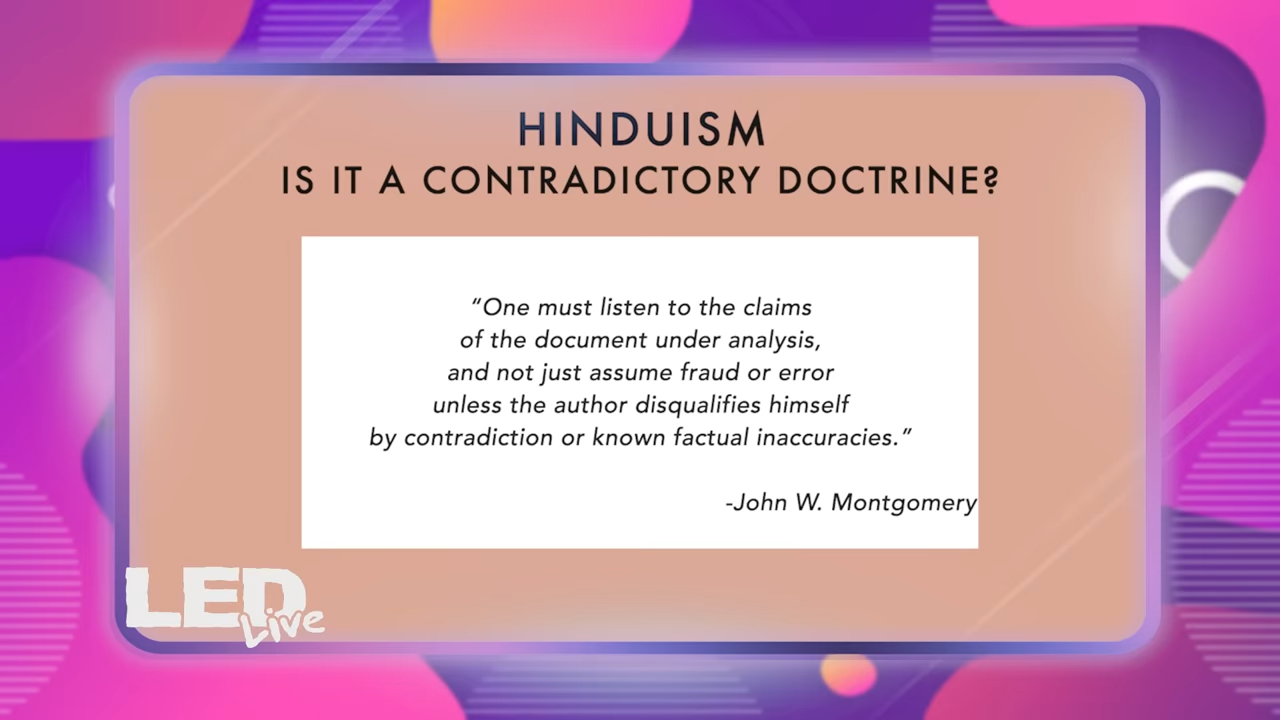 HINDUISM
IS IT A CONTRADICTORY DOCTRINE?
“One must listen to the claims
of the document under analysis,
and not just assume fraud or error
unless the author disqualifies himself
by contradiction or known factual inaccuracies.”
-John W. Montgomery
LED
Live